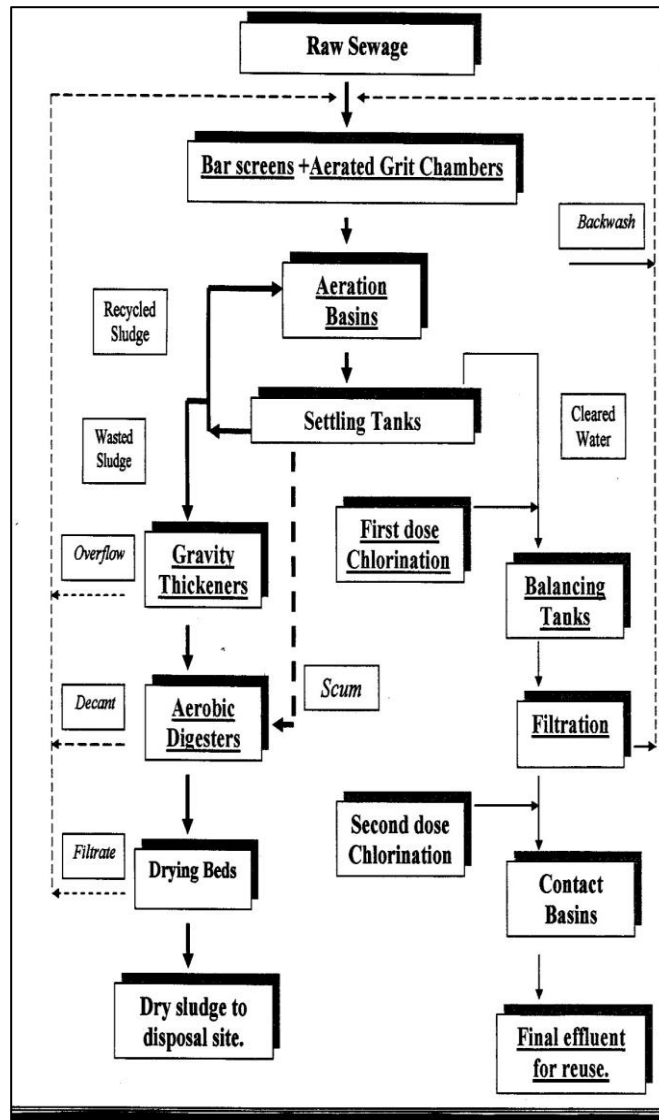 Raw Sewage
Bar screens +Aerated Grit Chambers
Backwash
Aeration
Basins
Recycled
Sludge
Settling Tanks
Cleared
Water
Wasted
Sludge
First dose
Chlorination
Overflow
Gravity
Thickeners
Balancing
Tanks
Scum
Decant
Aerobic
Digesters
Filtration
Second dose
Chlorination
Filtrate
Drying Beds
Contact
Basins
Dry sludge to
disposal site.
Final effluent
for reuse.